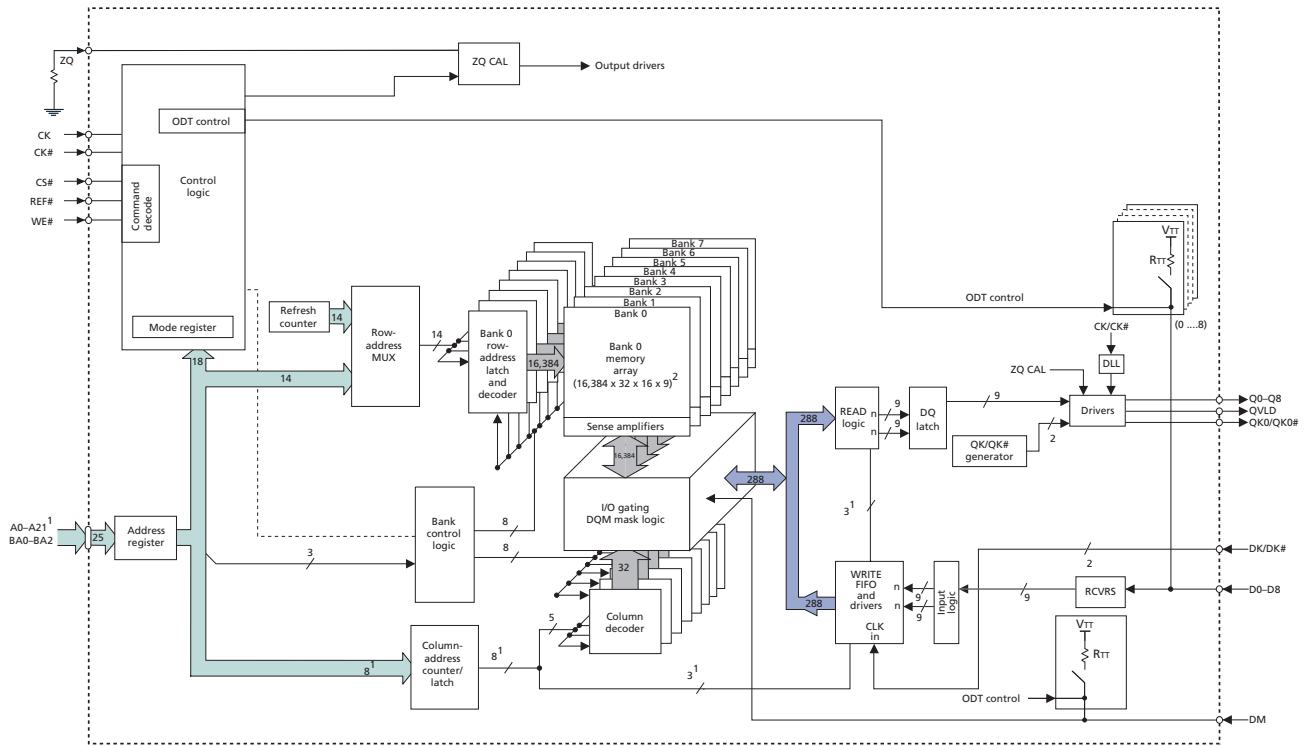 ZQ
ZQ CAL
Output drivers
ODT control
CK
CK#
CS#
REF#
WE#
Command
decode
Control
logic
Mode register
18
Refresh
counter
14
14
Row-
address
MUX
14
Bank 0
row-
address
latch
and
decoder
16,384
Bank 7
Bank 6
Bank 5
Bank 4
Bank 3
Bank 2
Bank 1
Bank 0
Bank 0
memory
array
(16,384 x 32 x 16 x 9)2
Sense amplifiers
16,384
I/O gating
DQM mask logic
32
Column
decoder
A0–A211
BA0–BA2
25
Address
register
3
Bank
control
logic
8
8
5
81
Column-
address
counter/
latch
81
31
288
288
288
READ
logic
n
n
9
9
DQ
latch
9
QK/QK#
generator
2
ZQ CAL
CK/CK#
DLL
Drivers
Q0–Q8
QVLD
QK0/QK0#
ODT control
VTT
RTT
(0 ....8)
31
WRITE
FIFO
and
drivers
n
n
CLK
in
9
9
Input
logic
9
RCVRS
2
DK/DK#
D0–D8
VTT
RTT
ODT control
DM